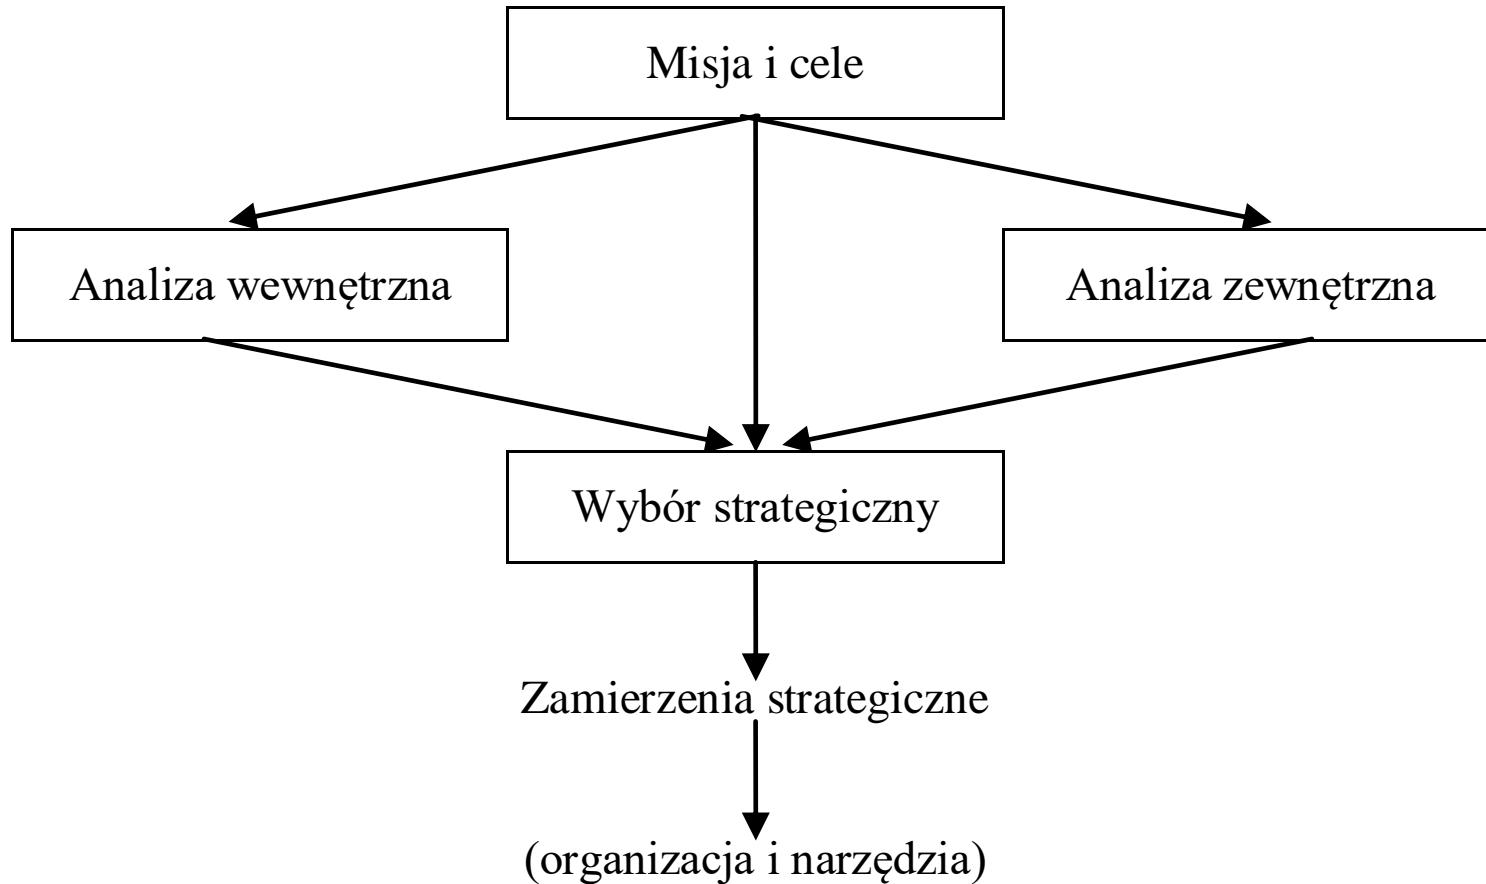 Misja i cele
Analiza wewnętrzna
Analiza zewnętrzna
Wybór strategiczny
Zamierzenia strategiczne
(organizacja i narzędzia)